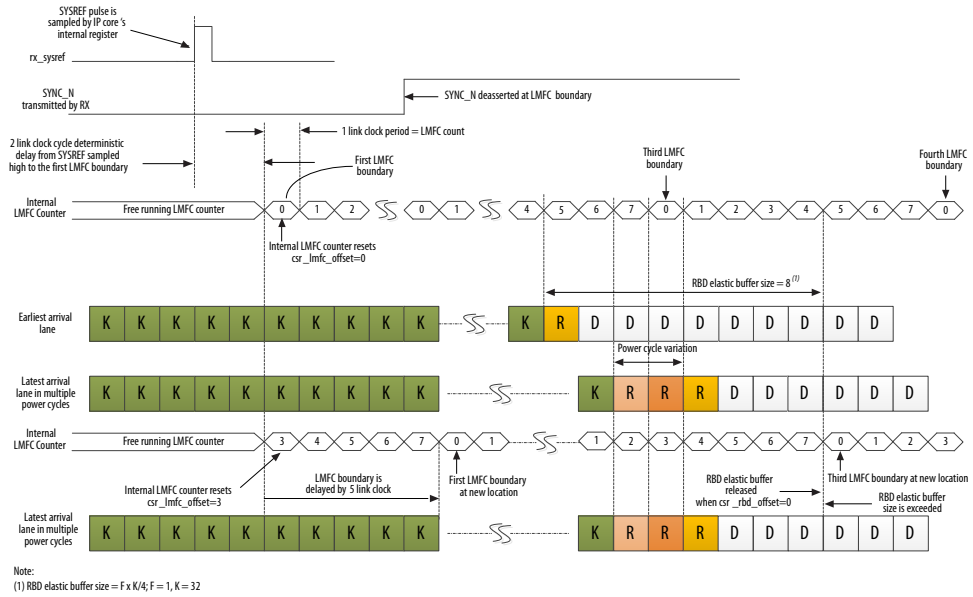 SYSREF pulse is
sampled by IP core 's
internal register
rx_sysref
SYNC_N
transmitted by RX
SYNC_N deasserted at LMFC boundary
1 link clock period = LMFC count
2 link clock cycle deterministic
delay from SYSREF sampled
high to the first LMFC boundary
First LMFC
boundary
Third LMFC
boundary
Fourth LMFC
boundary
Internal
LMFC Counter
Free running LMFC counter
0 1 2 0 1 4 5 6 7 0 1 2 3 4 5 6 7 0
Internal LMFC counter resets
csr _lmfc_offset=0
RBD elastic buffer size = 8 (1)
Earliest arrival
lane
K K K K K K K K K K K R D D D D D D D D D
Power cycle variation
Latest arrival
lane in multiple
power cycles
K K K K K K K K K K K R R R D D D D D D
Internal
LMFC Counter
Free running LMFC counter
3 4 5 6 7 0 1 1 2 3 4 5 6 7 0 1 2 3
Internal LMFC counter resets
csr_lmfc_offset=3
LMFC boundary is
delayed by 5 link clock
First LMFC boundary
at new location
RBD elastic buffer
released
when csr _rbd_offset=0
Third LMFC boundary at new location
RBD elastic buffer
size is exceeded
Latest arrival
lane in multiple
power cycles
K K K K K K K K K K K R R R D D D D D D
Note:
(1) RBD elastic buffer size = F x K/4; F = 1, K = 32